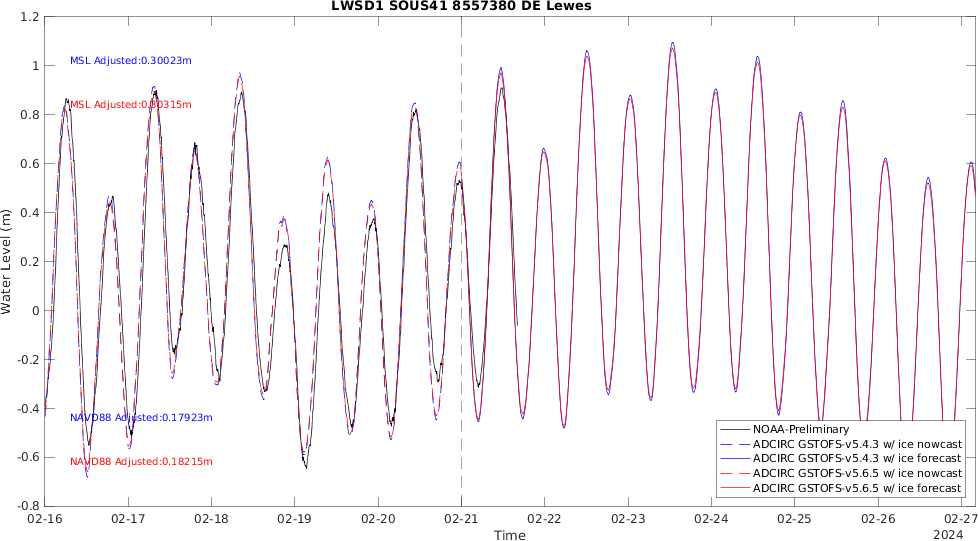 LWSD1 SOUS41 8557380 DE Lewes
1.2
1
0.8
0.6
0.4
0.2
0
-0.2
-0.4
-0.6
-0.8
Water Level (m)
MSL Adjusted:0.30023m
MSL Adjusted:0.30315m
NAVD88 Adjusted:0.17923m
NAVD88 Adjusted:0.18215m
NOAA-Preliminary
ADCIRC GSTOFS-v5.4.3 w/ ice nowcast
ADCIRC GSTOFS-v5.4.3 w/ ice forecast
ADCIRC GSTOFS-v5.6.5 w/ ice nowcast
ADCIRC GSTOFS-v5.6.5 w/ ice forecast
02-16 02-17 02-18 02-19 02-20 02-21 02-22 02-23 02-24 02-25 02-26 02-27
Time
2024